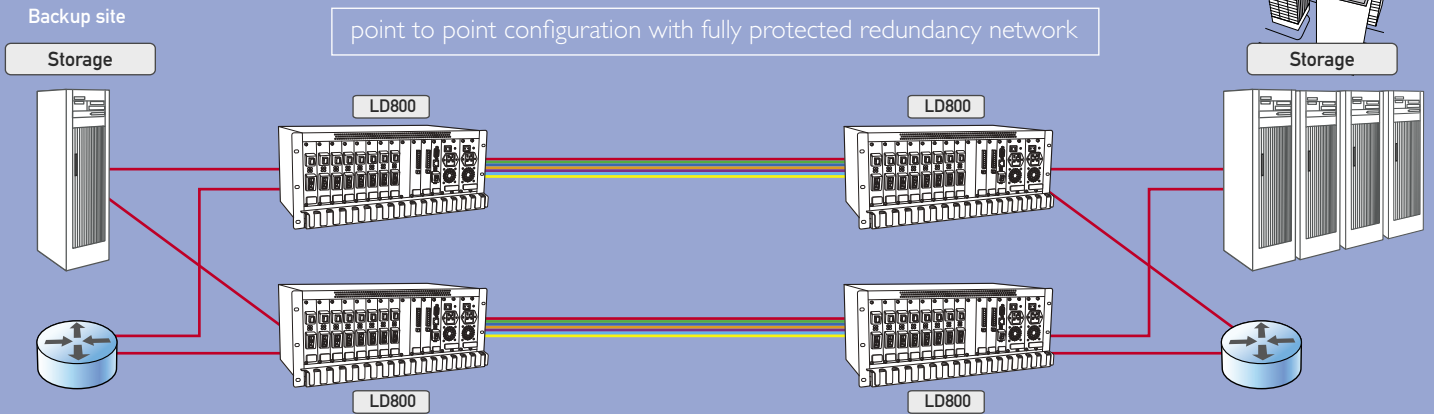 Backup site
point to point configuration with fully protected redundancy network
Storage
Storage
LD800
LD800
LD800
LD800